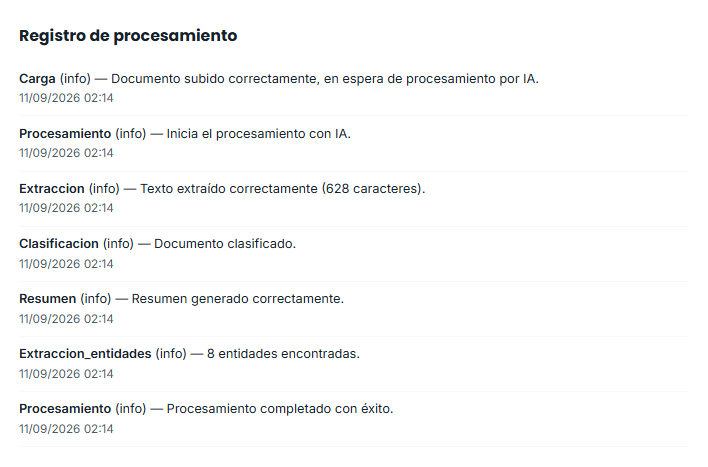 Registro de procesamiento
Carga (info) — Documento subido correctamente, en espera de procesamiento por IA.
11/09/2026 02:14
Procesamiento (info) — Inicia el procesamiento con IA.
11/09/2026 02:14
Extraccion (info) — Texto extraído correctamente (628 caracteres).
11/09/2026 02:14
Clasificacion (info) — Documento clasificado.
11/09/2026 02:14
Resumen (info) — Resumen generado correctamente.
11/09/2026 02:14
Extraccion_entidades (info) — 8 entidades encontradas.
11/09/2026 02:14
Procesamiento (info) — Procesamiento completado con éxito.
11/09/2026 02:14